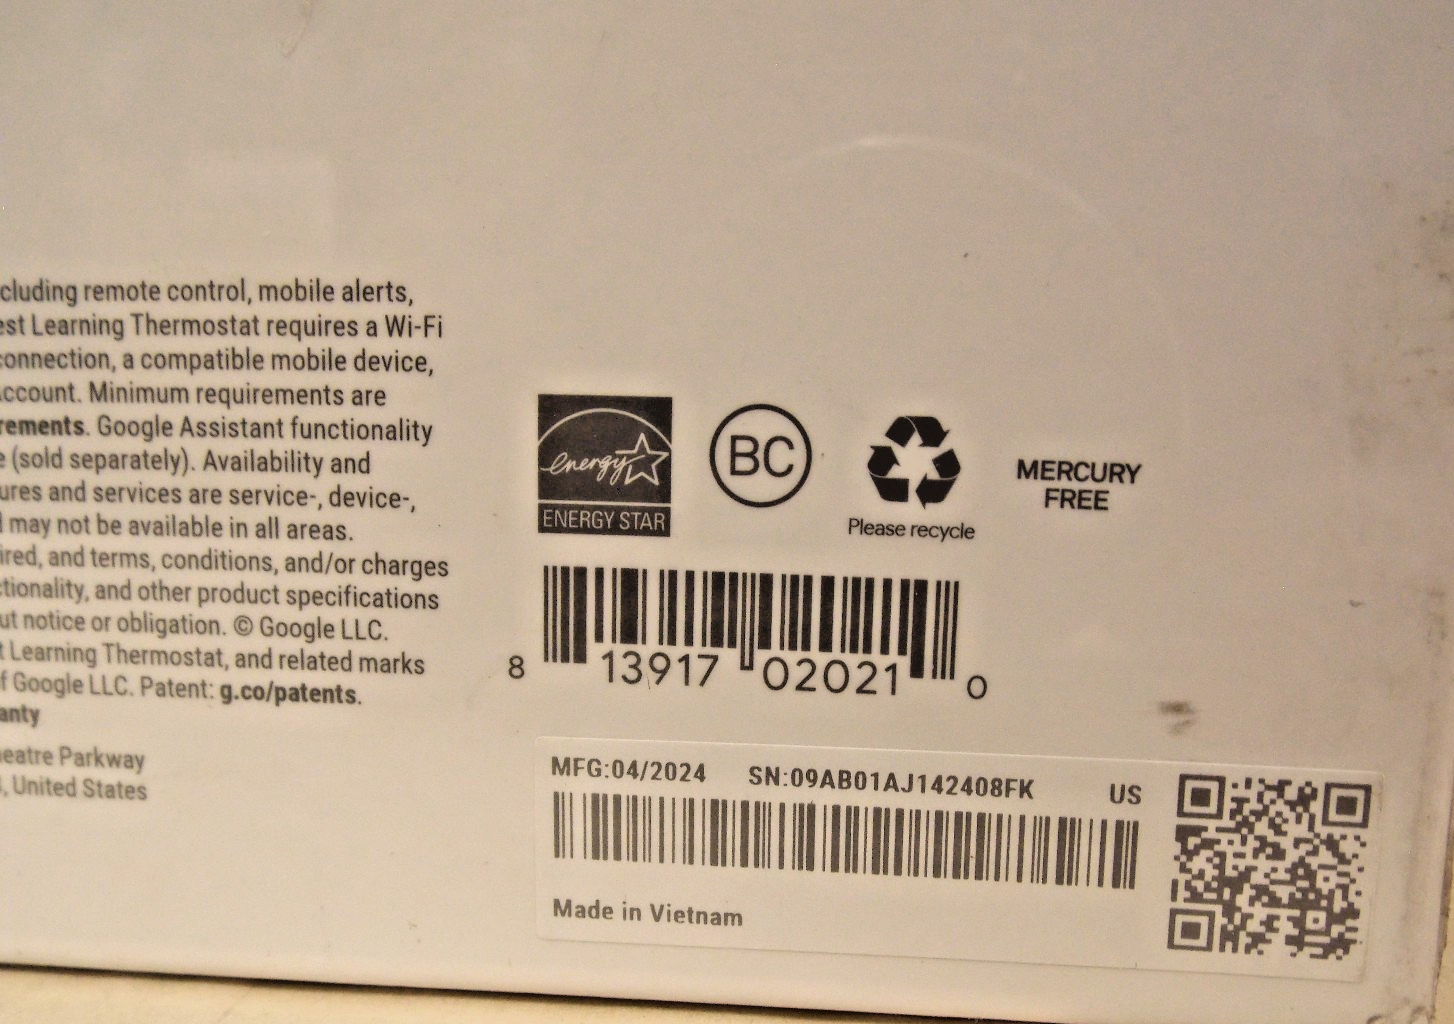 cluding remote control, mobile alerts,
est Learning Thermostat requires a Wi-Fi
connection, a compatible mobile device,
ccount. Minimum requirements are
rements. Google Assistant functionality
e (sold separately). Availability and
ures and services are service-, device-,
may not be available in all areas.
ired, and terms, conditions, and/or charges
ctionality, and other product specifications
ut notice or obligation. © Google LLC.
t Learning Thermostat, and related marks
f Google LLC. Patent: g.co/patents.
anty
eatre Parkway
, United States
energy
ENERGY STAR
BC
Please recycle
MERCURY
FREE
8 13917 02021 0
MFG:04/2024 SN:09AB01AJ142408FK US
Made in Vietnam